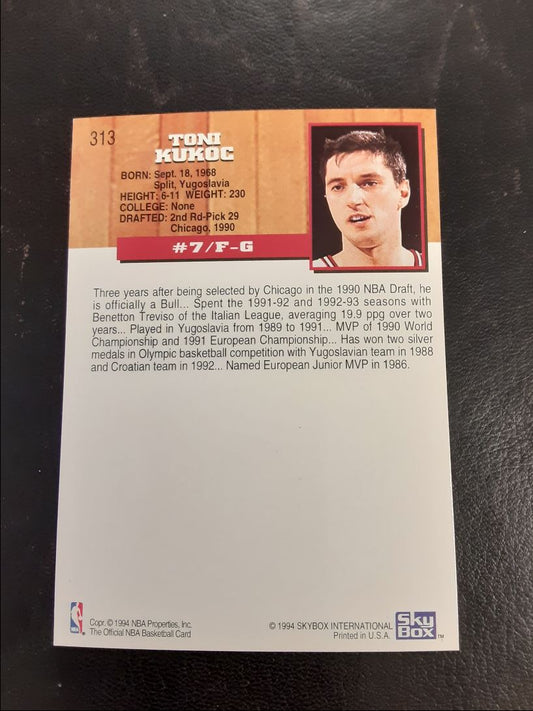 313
TONI
KUKOC
BORN: Sept. 18, 1968
Split, Yugoslavia
HEIGHT: 6-11 WEIGHT: 230
COLLEGE: None
DRAFTED: 2nd Rd-Pick 29
Chicago, 1990
#7/F-G
Three years after being selected by Chicago in the 1990 NBA Draft, he
is officially a Bull... Spent the 1991-92 and 1992-93 seasons with
Benetton Treviso of the Italian League, averaging 19.9 ppg over two
years... Played in Yugoslavia from 1989 to 1991... MVP of 1990 World
Championship and 1991 European Championship... Has won two silver
medals in Olympic basketball competition with Yugoslavian team in 1988
and Croatian team in 1992... Named European Junior MVP in 1986.
Copr. © 1994 NBA Properties, Inc.
The Official NBA Basketball Card
© 1994 SKYBOX INTERNATIONAL
Printed in U.S.A.
Sky
BOX
™